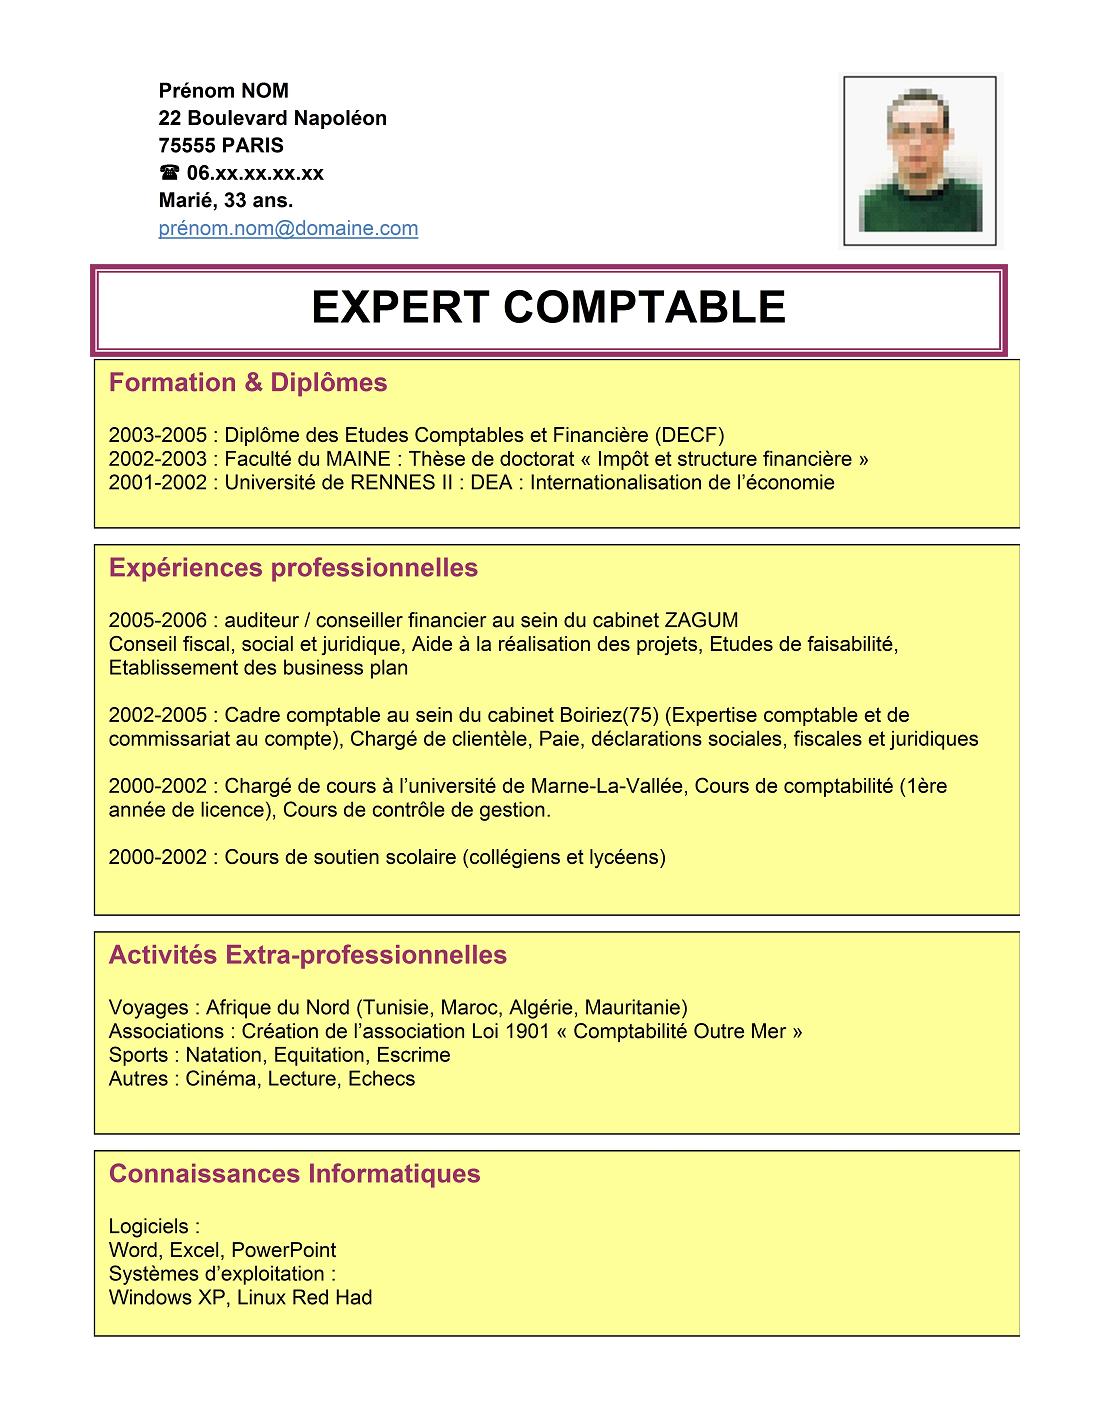 Prénom NOM
22 Boulevard Napoléon
75555 PARIS
☎ 06.xx.xx.xx.xx
Marié, 33 ans.
prénom.nom@domaine.com
EXPERT COMPTABLE
Formation & Diplômes
2003-2005 : Diplôme des Etudes Comptables et Financière (DECF)
2002-2003 : Faculté du MAINE : Thèse de doctorat « Impôt et structure financière »
2001-2002 : Université de RENNES II : DEA : Internationalisation de l’économie
Expériences professionnelles
2005-2006 : auditeur / conseiller financier au sein du cabinet ZAGUM
Conseil fiscal, social et juridique, Aide à la réalisation des projets, Etudes de faisabilité,
Etablissement des business plan
2002-2005 : Cadre comptable au sein du cabinet Boiriez(75) (Expertise comptable et de
commissariat au compte), Chargé de clientèle, Paie, déclarations sociales, fiscales et juridiques
2000-2002 : Chargé de cours à l’université de Marne-La-Vallée, Cours de comptabilité (1ère
année de licence), Cours de contrôle de gestion.
2000-2002 : Cours de soutien scolaire (collégiens et lycéens)
Activités Extra-professionnelles
Voyages : Afrique du Nord (Tunisie, Maroc, Algérie, Mauritanie)
Associations : Création de l’association Loi 1901 « Comptabilité Outre Mer »
Sports : Natation, Equitation, Escrime
Autres : Cinéma, Lecture, Echecs
Connaissances Informatiques
Logiciels :
Word, Excel, PowerPoint
Systèmes d’exploitation :
Windows XP, Linux Red Had